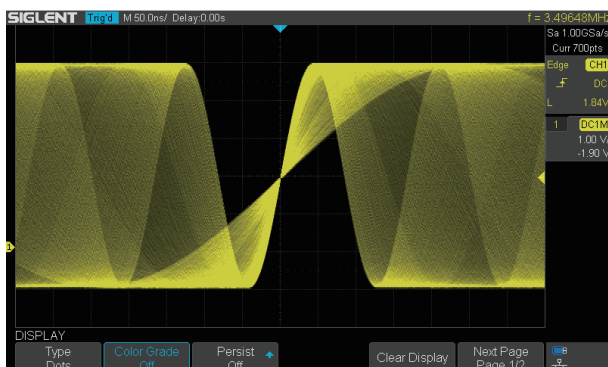 SIGLENT Trig'd M 50.0ns/ Delay:0.00s f = 3.49648MHz
Sa 1.00GSa/s
Curr 700pts
Edge CH1
DC
L 1.84V
1 DC1M
1.00 V/
-1.90 V
1
DISPLAY
Type Color Grade Persist Clear Display Next Page
Dots Off Off Page 1/2